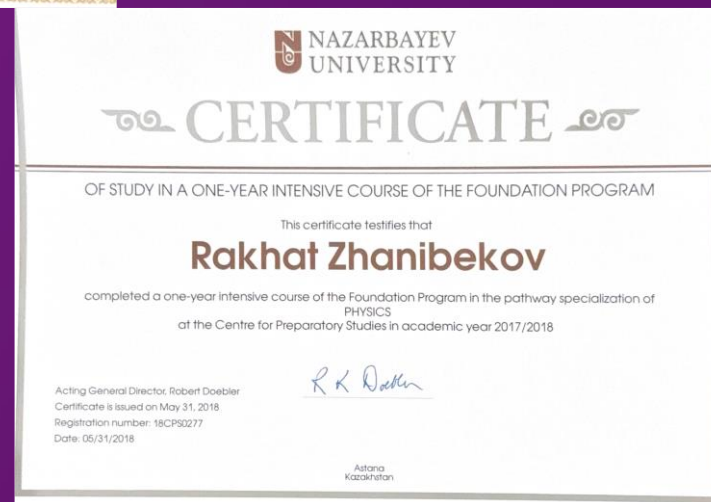 NAZARBAYEV
UNIVERSITY
CERTIFICATE
OF STUDY IN A ONE-YEAR INTENSIVE COURSE OF THE FOUNDATION PROGRAM
This certificate testifies that
Rakhat Zhanibekov
completed a one-year intensive course of the Foundation Program in the pathway specialization of
PHYSICS
at the Centre for Preparatory Studies in academic year 2017/2018
R K Doebler
Acting General Director, Robert Doebler
Certificate is issued on May 31, 2018
Registration number: 18CPS0277
Date: 05/31/2018
Astana
Kazakhstan